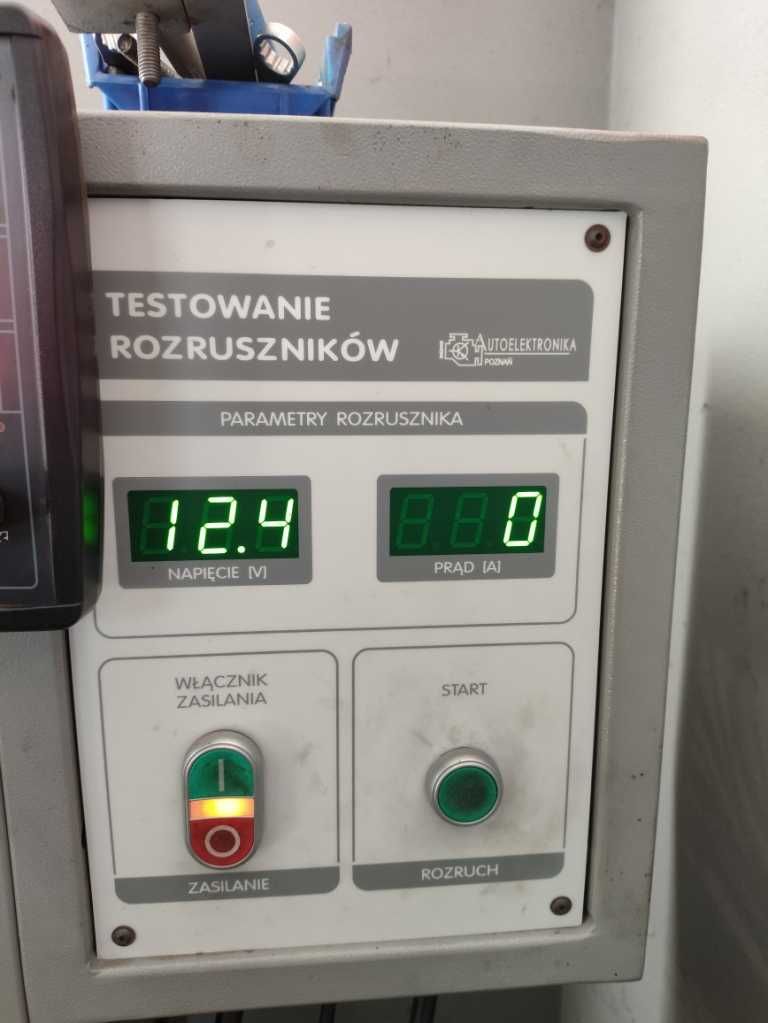 TESTOWANIE
ROZRUSZNIKÓW
AUTOELEKTRONIKA
POZNAŃ
PARAMETRY ROZRUSZNIKA
12.4
0
NAPIĘCIE [V]
PRĄD [A]
WŁĄCZNIK
ZASILANIA
START
I
O
ZASILANIE
ROZRUCH